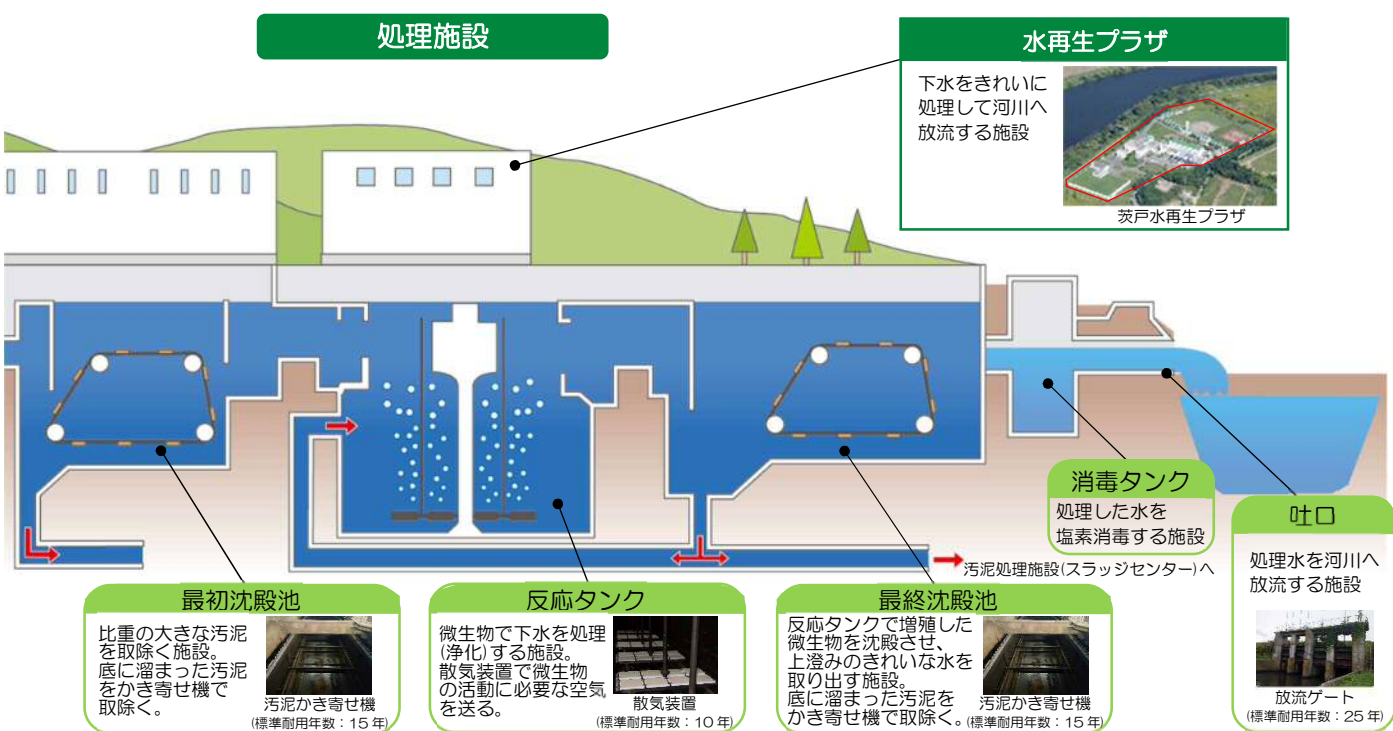 処理施設
水再生プラザ
下水をきれいに
処理して河川へ
放流する施設
茨戸水再生プラザ
消毒タンク
処理した水を
塩素消毒する施設
吐口
処理水を河川へ
放流する施設
放流ゲート
(標準耐用年数：25年)
汚泥処理施設(スラッジセンター)へ
最初沈殿池
比重の大きな汚泥
を取除く施設。
底に溜まった汚泥
をかき寄せ機で
取除く。
汚泥かき寄せ機
(標準耐用年数：15年)
反応タンク
微生物で下水を処理
(浄化)する施設。
散気装置で微生物
の活動に必要な空気
を送る。
散気装置
(標準耐用年数：10年)
最終沈殿池
反応タンクで増殖した
微生物を沈殿させ、
上澄みのきれいな水を
取り出す施設。
底に溜まった汚泥を
かき寄せ機で取除く。
汚泥かき寄せ機
(標準耐用年数：15年)